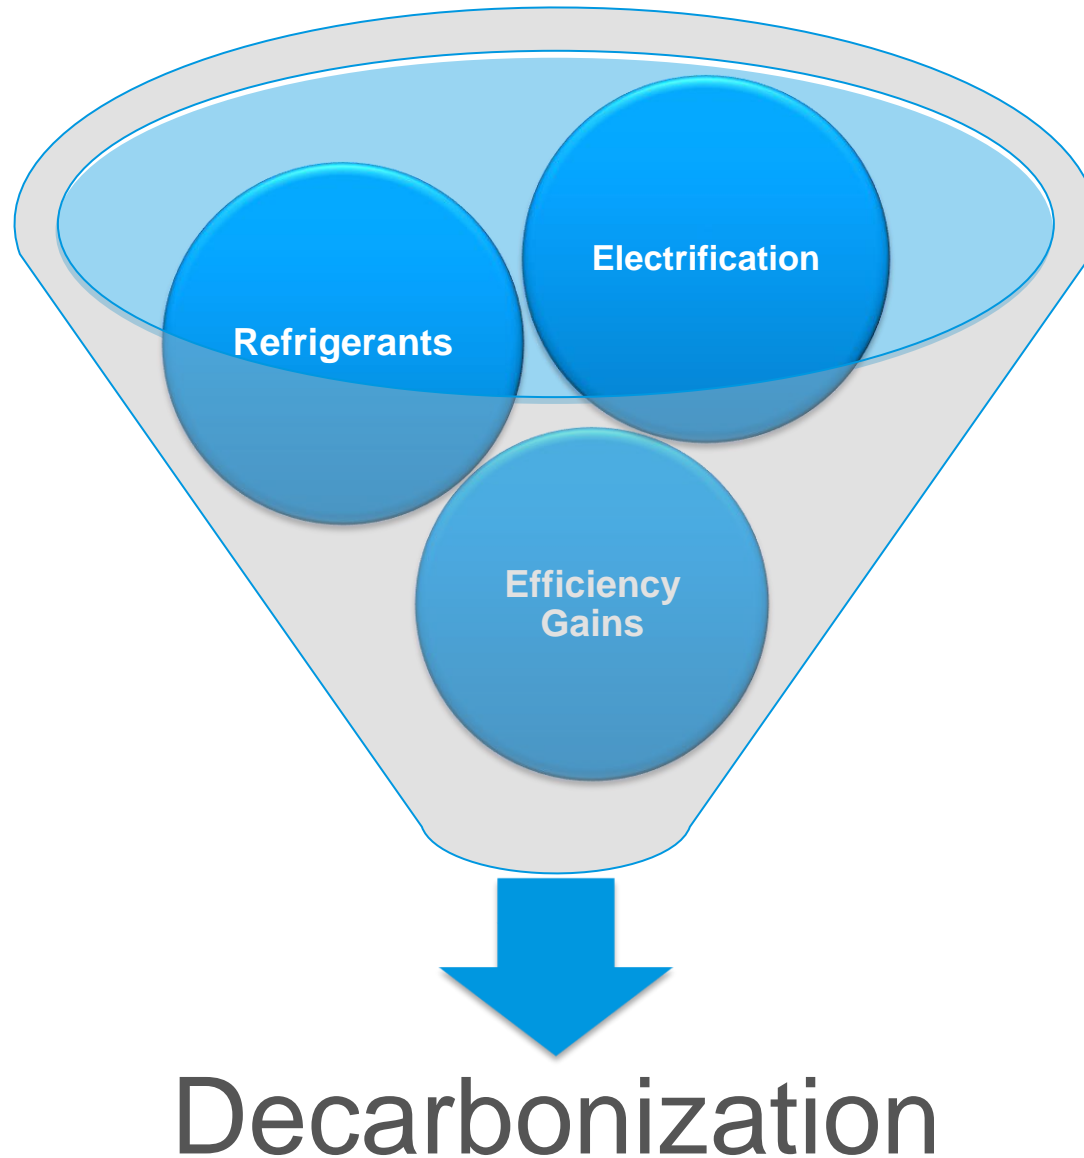 Electrification
Refrigerants
Efficiency
Gains
Decarbonization